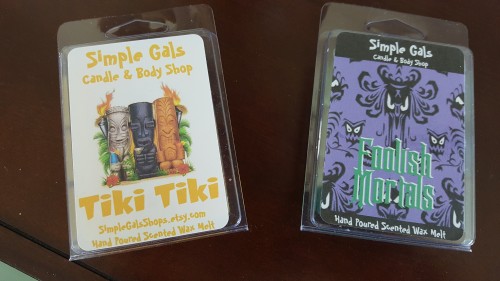 Simple Gals
Candle & Body Shop
Tiki Tiki
SimpleGalsShops.etsy.com
Hand Poured Scented Wax Melt
Simple Gals
Candle & Body Shop
Foolish
Mortals
Hand Poured Scented Wax Melt